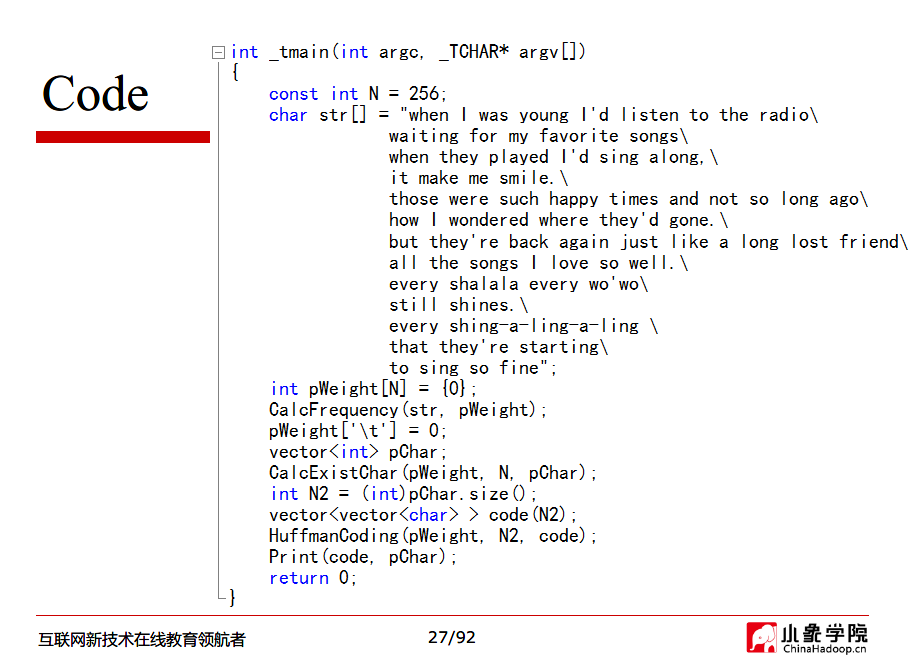 Code
int _tmain(int argc, _TCHAR* argv[])
{
const int N = 256;
char str[] = "when I was young I'd listen to the radio\
waiting for my favorite songs\
when they played I'd sing along,\
it make me smile.\
those were such happy times and not so long ago\
how I wondered where they'd gone.\
but they're back again just like a long lost friend\
all the songs I love so well.\
every shalala every wo'wo\
still shines.\
every shing-a-ling-a-ling \
that they're starting\
to sing so fine";
int pWeight[N] = {0};
CalcFrequency(str, pWeight);
pWeight['\t'] = 0;
vector<int> pChar;
CalcExistChar(pWeight, N, pChar);
int N2 = (int)pChar.size();
vector<vector<char> > code(N2);
HuffmanCoding(pWeight, N2, code);
Print(code, pChar);
return 0;
}
互联网新技术在线教育领航者
27/92
小象学院
ChinaHadoop.cn